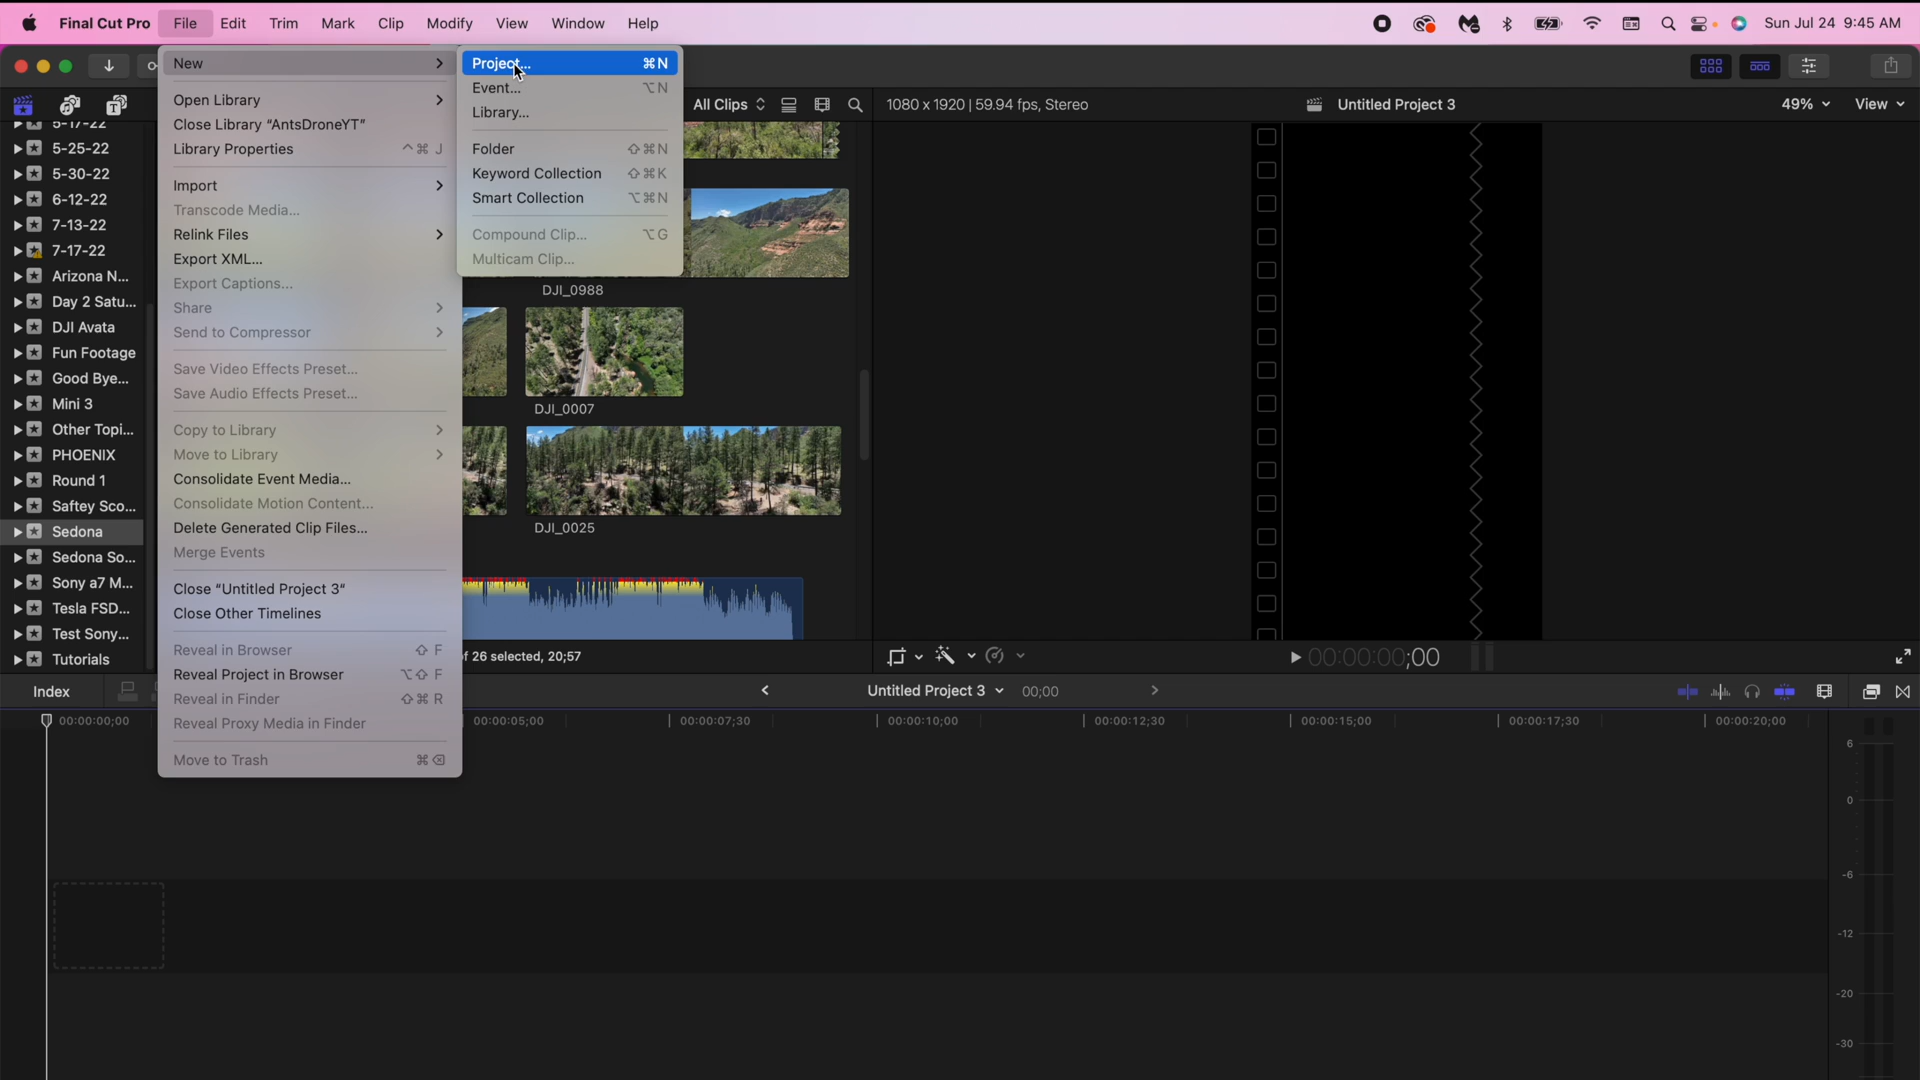 Final Cut Pro File Edit Trim Mark Clip Modify View Window Help Sun Jul 24 9:45 AM
New
Open Library
Close Library “AntsDroneYT”
Library Properties ^ ⌘ J
Import
Transcode Media...
Relink Files
Export XML...
Export Captions...
Share
Send to Compressor
Save Video Effects Preset...
Save Audio Effects Preset...
Copy to Library
Move to Library
Consolidate Event Media...
Consolidate Motion Content...
Delete Generated Clip Files...
Merge Events
Close “Untitled Project 3”
Close Other Timelines
Reveal in Browser ⇧ F
Reveal Project in Browser ⌥⇧ F
Reveal in Finder ⇧⌘ R
Reveal Proxy Media in Finder
Move to Trash ⌘⌫
Project... ⌘N
Event... ⌥N
Library...
Folder ⇧⌘N
Keyword Collection ⇧⌘K
Smart Collection ⌥⌘N
Compound Clip... ⌥G
Multicam Clip...
5-17-22
5-25-22
5-30-22
6-12-22
7-13-22
7-17-22
Arizona N...
Day 2 Satu...
DJI Avata
Fun Footage
Good Bye...
Mini 3
Other Topi...
PHOENIX
Round 1
Saftey Sco...
Sedona
Sedona So...
Sony a7 M...
Tesla FSD...
Test Sony...
Tutorials
All Clips
DJI_0988
DJI_0007
DJI_0025
of 26 selected, 20;57
1080 x 1920 | 59.94 fps, Stereo Untitled Project 3 49% View
00:00:00;00
Index Untitled Project 3 00;00
00:00:00;00 00:00:05;00 00:00:07;30 00:00:10;00 00:00:12;30 00:00:15;00 00:00:17;30 00:00:20;00
6
0
-6
-12
-20
-30